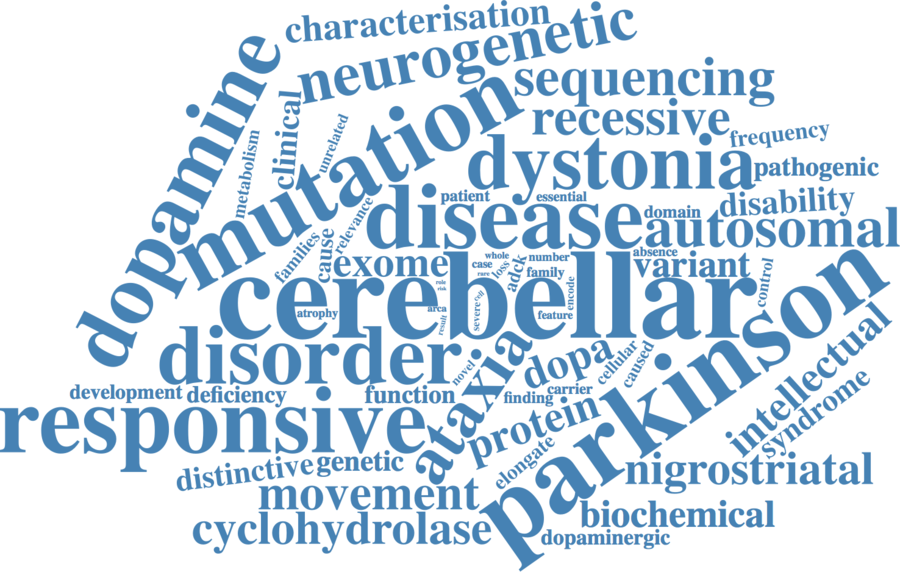 characterisation
neurogenetic
dopamine
sequencing
mutation
clinical
unrelated
metabolism
recessive
frequency
dystonia
pathogenic
patient
essential
disability
disease
domain
autosomal
relevance
families
cause
exome
whole
case
rare
loss
adck
number
family
absence
variant
control
cerebellar
role
risk
arca
result
severe
feature
encode
atrophy
parkinson
disorder
ataxia
novel
dopa
cellular
caused
intellectual
syndrome
development
deficiency
function
finding
carrier
responsive
protein
elongate
distinctive
genetic
nigrostriatal
movement
cyclohydrolase
biochemical
dopaminergic